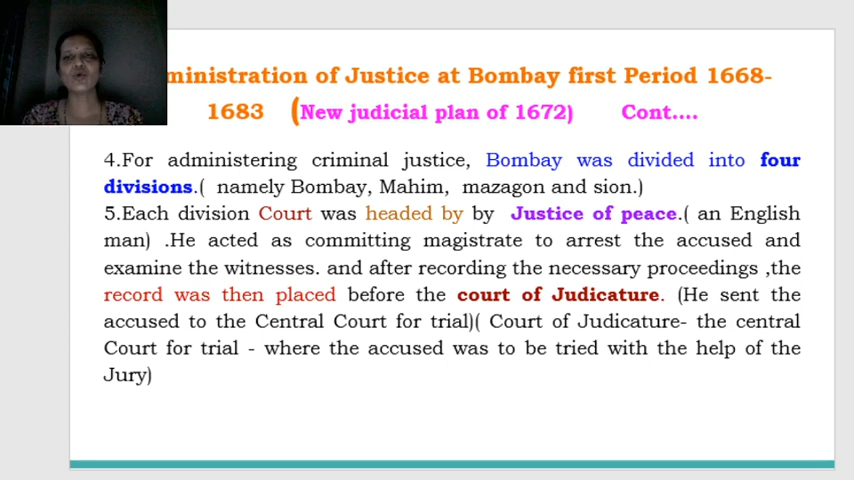 ministration of Justice at Bombay first Period 1668-
1683 (New judicial plan of 1672) Cont....
4.For administering criminal justice, Bombay was divided into four
divisions.( namely Bombay, Mahim, mazagon and sion.)
5.Each division Court was headed by by Justice of peace.( an English
man) .He acted as committing magistrate to arrest the accused and
examine the witnesses. and after recording the necessary proceedings ,the
record was then placed before the court of Judicature. (He sent the
accused to the Central Court for trial)( Court of Judicature- the central
Court for trial - where the accused was to be tried with the help of the
Jury)